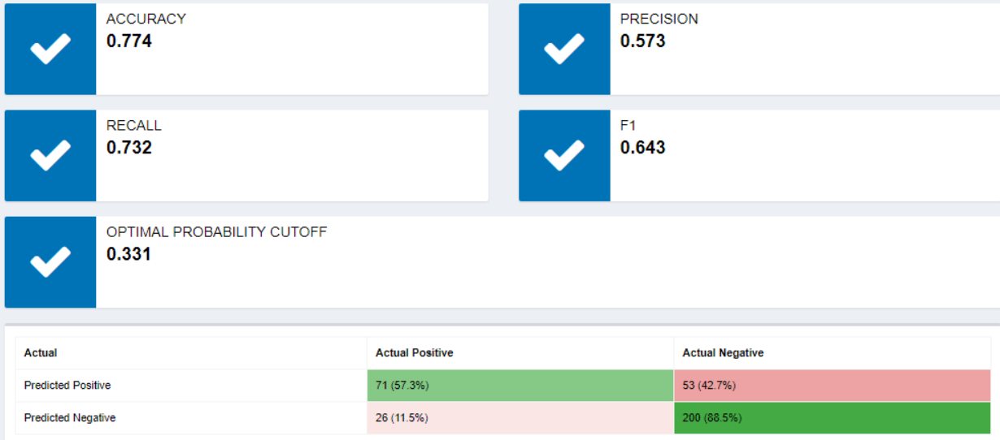 ACCURACY
0.774
PRECISION
0.573
RECALL
0.732
F1
0.643
OPTIMAL PROBABILITY CUTOFF
0.331
Actual Actual Positive Actual Negative
Predicted Positive 71 (57.3%) 53 (42.7%)
Predicted Negative 26 (11.5%) 200 (88.5%)